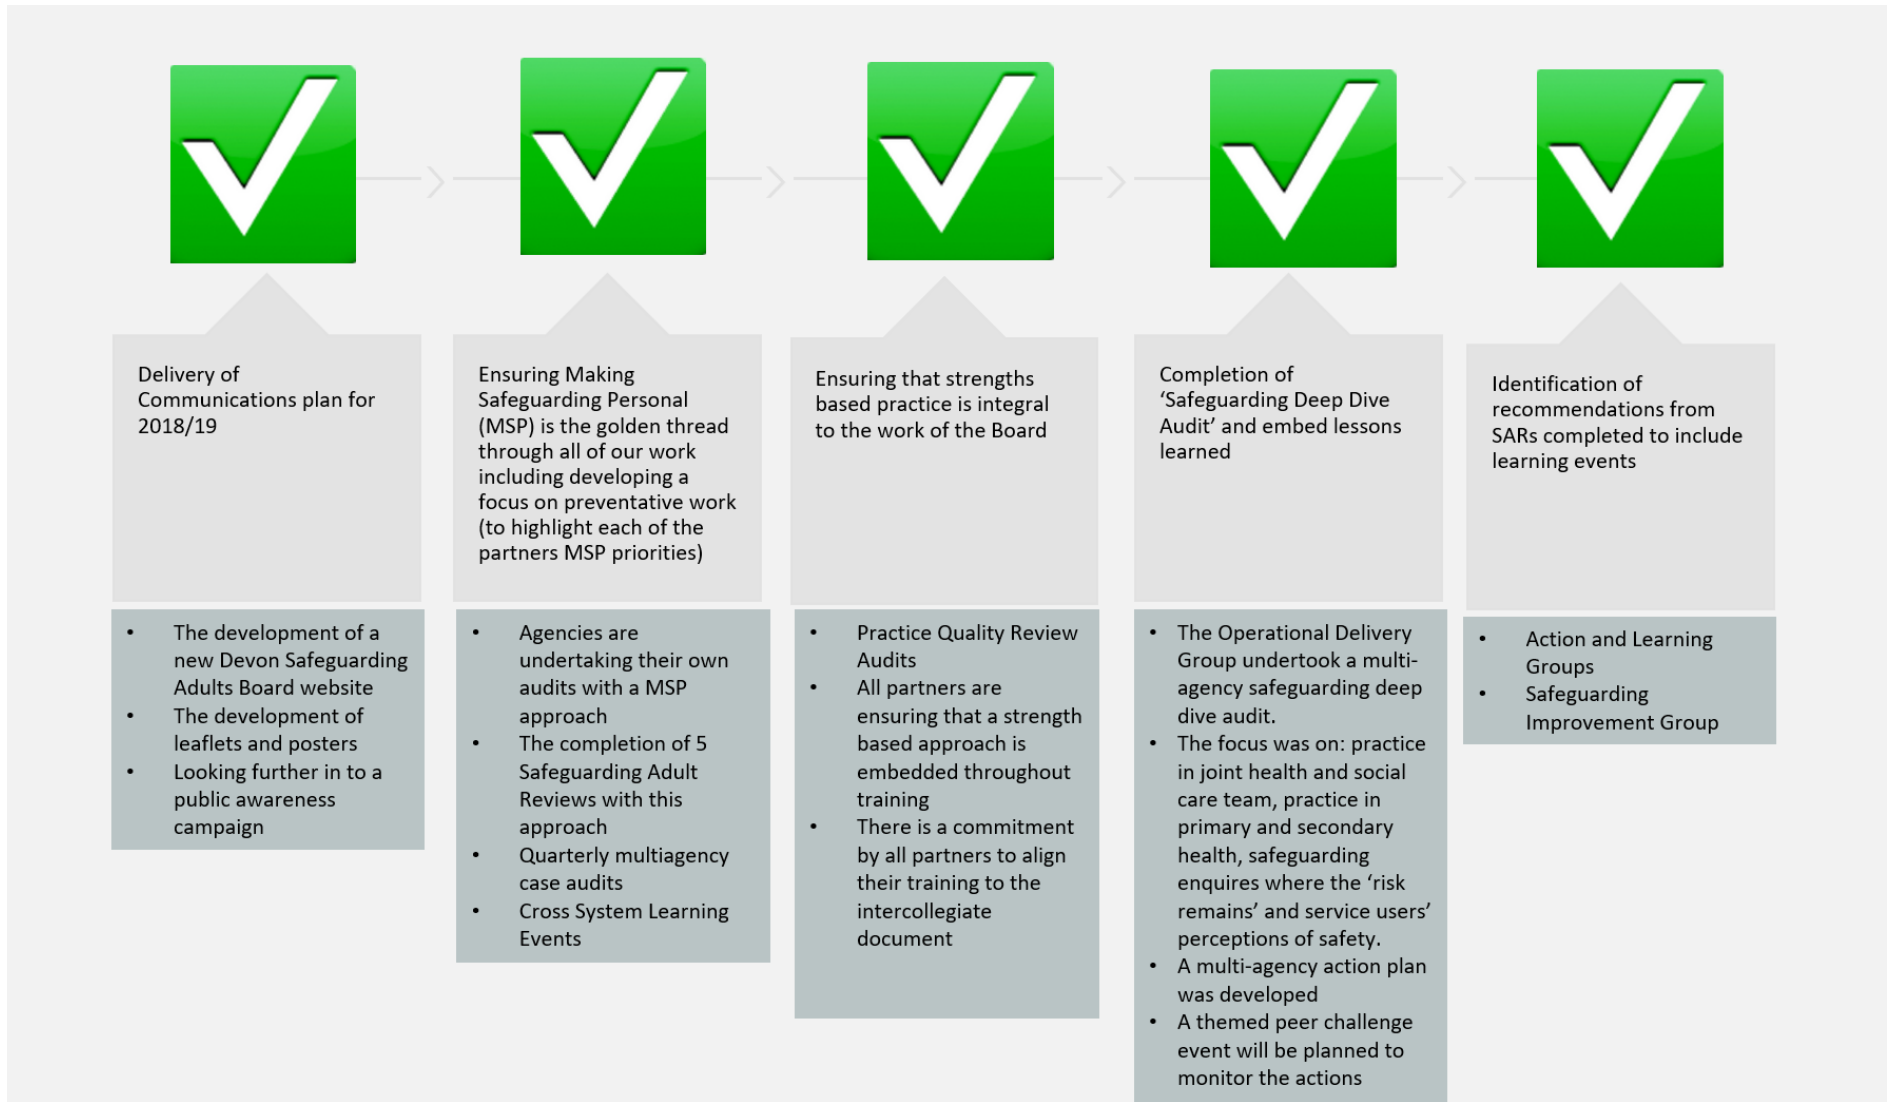 Delivery of
Communications plan for
2018/19
Ensuring Making
Safeguarding Personal
(MSP) is the golden thread
through all of our work
including developing a
focus on preventative work
(to highlight each of the
partners MSP priorities)
Ensuring that strengths
based practice is integral
to the work of the Board
Completion of
‘Safeguarding Deep Dive
Audit’ and embed lessons
learned
Identification of
recommendations from
SARs completed to include
learning events
• The development of a
new Devon Safeguarding
Adults Board website
• The development of
leaflets and posters
• Looking further in to a
public awareness
campaign
• Agencies are
undertaking their own
audits with a MSP
approach
• The completion of 5
Safeguarding Adult
Reviews with this
approach
• Quarterly multiagency
case audits
• Cross System Learning
Events
• Practice Quality Review
Audits
• All partners are
ensuring that a strength
based approach is
embedded throughout
training
• There is a commitment
by all partners to align
their training to the
intercollegiate
document
• The Operational Delivery
Group undertook a multi-
agency safeguarding deep
dive audit.
• The focus was on: practice
in joint health and social
care team, practice in
primary and secondary
health, safeguarding
enquires where the ‘risk
remains’ and service users’
perceptions of safety.
• A multi-agency action plan
was developed
• A themed peer challenge
event will be planned to
monitor the actions
• Action and Learning
Groups
• Safeguarding
Improvement Group